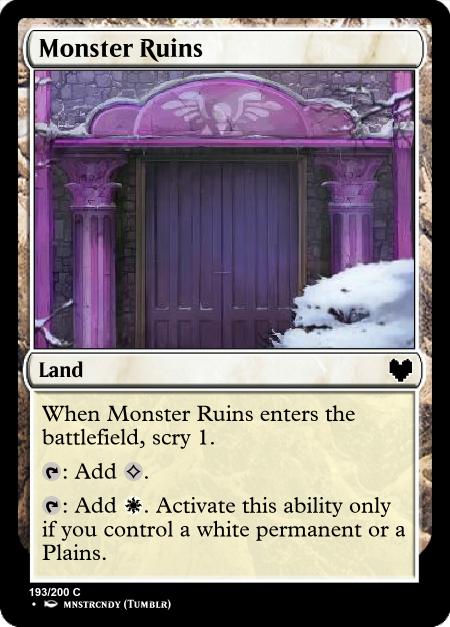 Monster Ruins
Land
When Monster Ruins enters the
battlefield, scry 1.
: Add .
: Add . Activate this ability only
if you control a white permanent or a
Plains.
193/200 C
• MNSTRCNDY (TUMBLR)